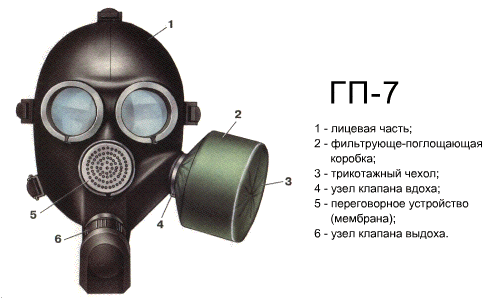 ГП-7
1 - лицевая часть;
2 - фильтрующе-поглощающая
коробка;
3 - трикотажный чехол;
4 - узел клапана вдоха;
5 - переговорное устройство
(мембрана);
6 - узел клапана выдоха.
1
2
3
4
5
6